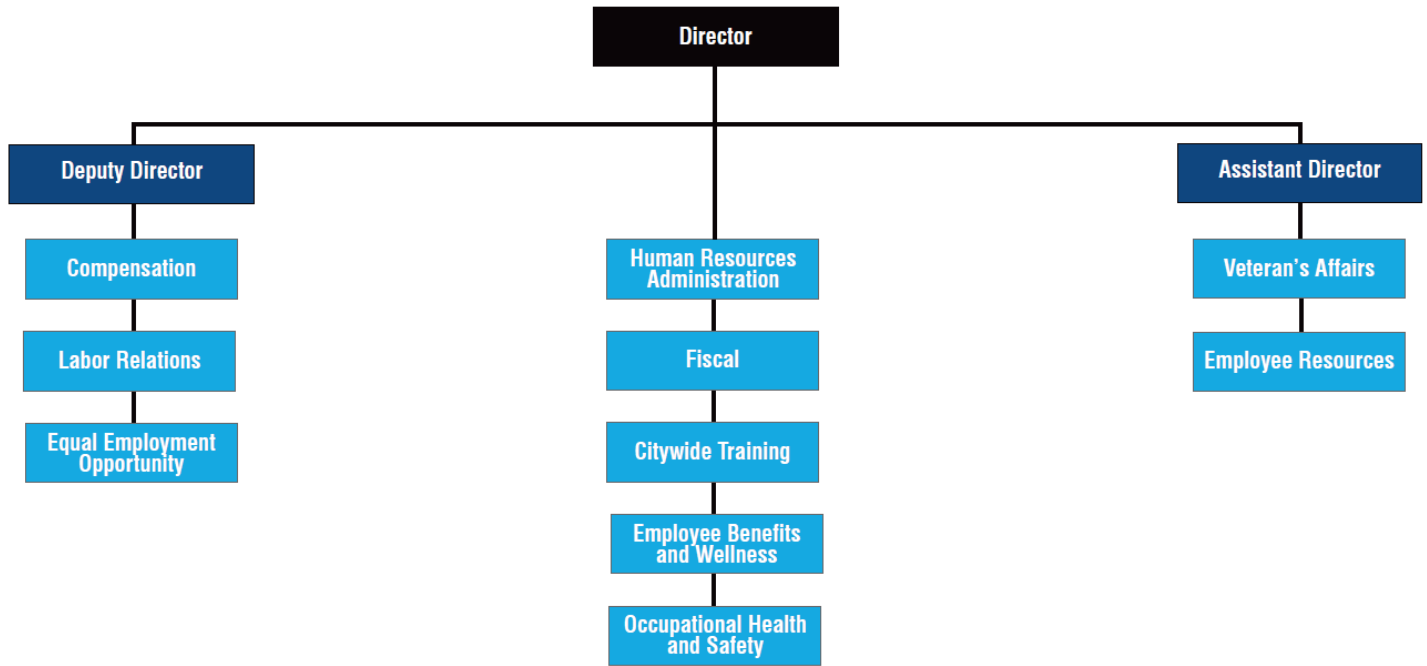 Director
Deputy Director
Assistant Director
Compensation
Human Resources
Administration
Veteran's Affairs
Labor Relations
Fiscal
Employee Resources
Equal Employment
Opportunity
Citywide Training
Employee Benefits
and Wellness
Occupational Health
and Safety